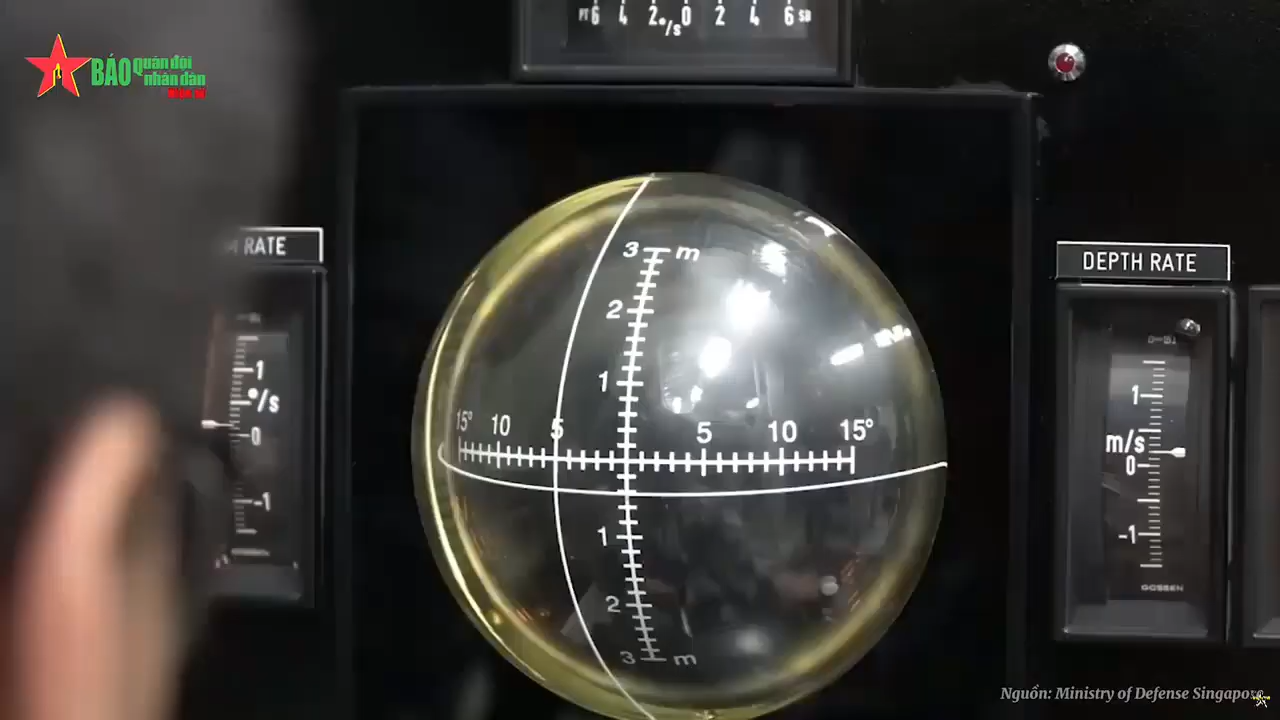 PT 6 4 2 0 2 4 6 SB
°/s
BÁO Quân đội
nhân dân
RATE
DEPTH RATE
3 m
2
1
15° 10 5 5 10 15°
1
2
3 m
1
°/s
0
-1
1
m/s
0
-1
GOSSEN
Nguồn: Ministry of Defense Singapore